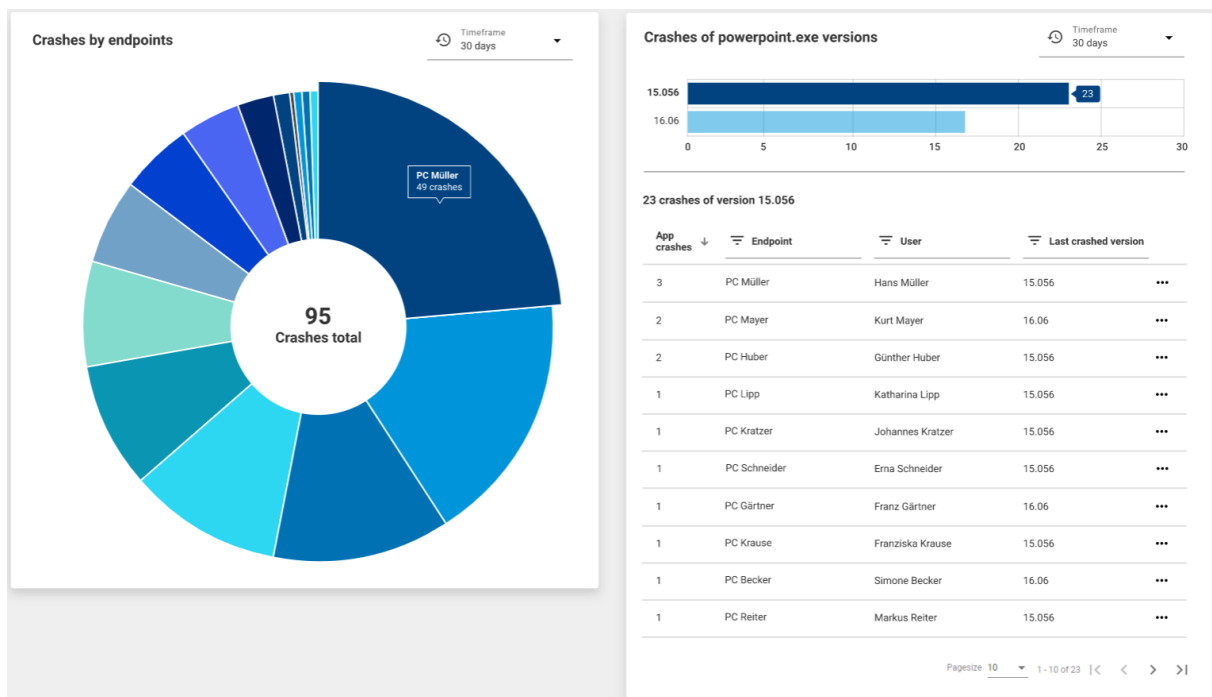 Crashes by endpoints
Timeframe
30 days
PC Müller
49 crashes
95
Crashes total
Crashes of powerpoint.exe versions
Timeframe
30 days
15.056
23
16.06
0 5 10 15 20 25 30
23 crashes of version 15.056
App crashes Endpoint User Last crashed version
3 PC Müller Hans Müller 15.056
2 PC Mayer Kurt Mayer 16.06
2 PC Huber Günther Huber 15.056
1 PC Lipp Katharina Lipp 15.056
1 PC Kratzer Johannes Kratzer 15.056
1 PC Schneider Erna Schneider 15.056
1 PC Gärtner Franz Gärtner 16.06
1 PC Krause Franziska Krause 15.056
1 PC Becker Simone Becker 16.06
1 PC Reiter Markus Reiter 15.056
Pagesize 10 1 - 10 of 23